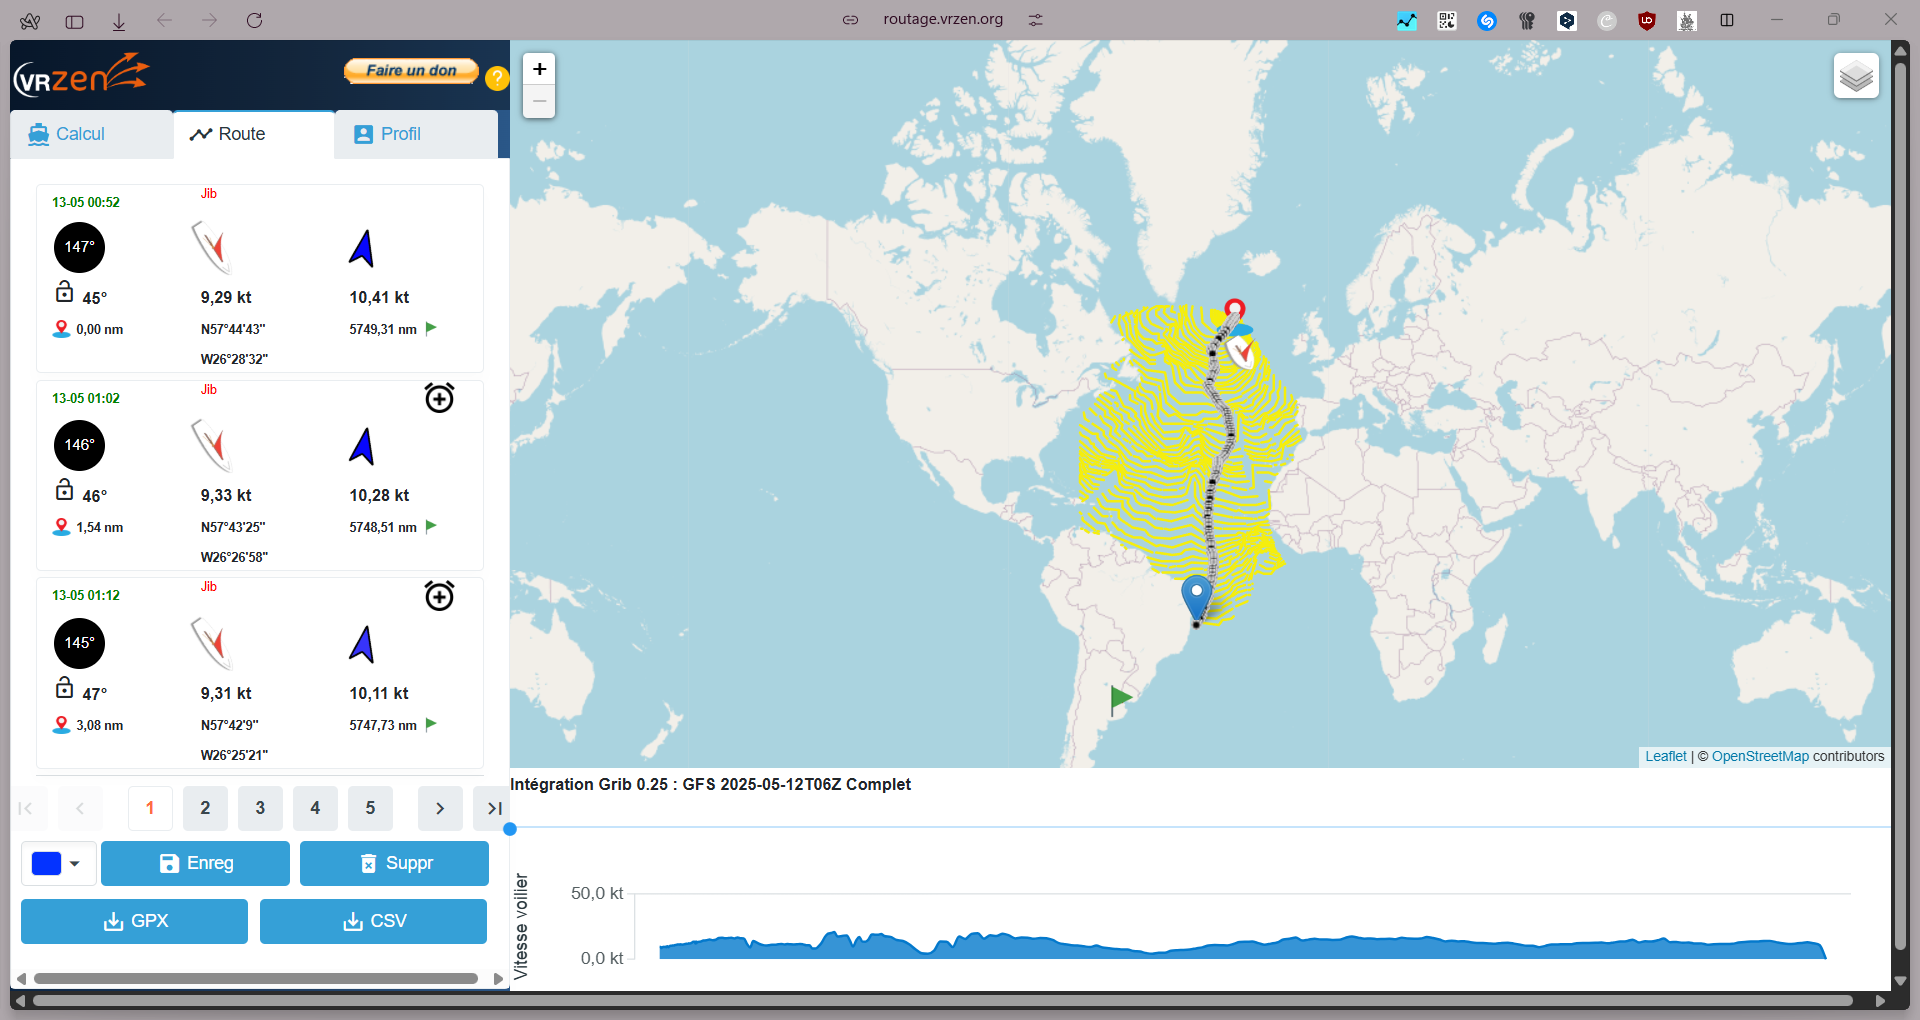 routage.vrzen.org
VRzen
Faire un don
?
Calcul
Route
Profil
13-05 00:52
Jib
147°
45°
9,29 kt
10,41 kt
0,00 nm
N57°44'43"
5749,31 nm
W26°28'32"
13-05 01:02
Jib
146°
46°
9,33 kt
10,28 kt
1,54 nm
N57°43'25"
5748,51 nm
W26°26'58"
13-05 01:12
Jib
145°
47°
9,31 kt
10,11 kt
3,08 nm
N57°42'9"
5747,73 nm
W26°25'21"
1 2 3 4 5
Enreg
Suppr
GPX
CSV
+
−
Leaflet | © OpenStreetMap contributors
Intégration Grib 0.25 : GFS 2025-05-12T06Z Complet
Vitesse voilier
50,0 kt
0,0 kt